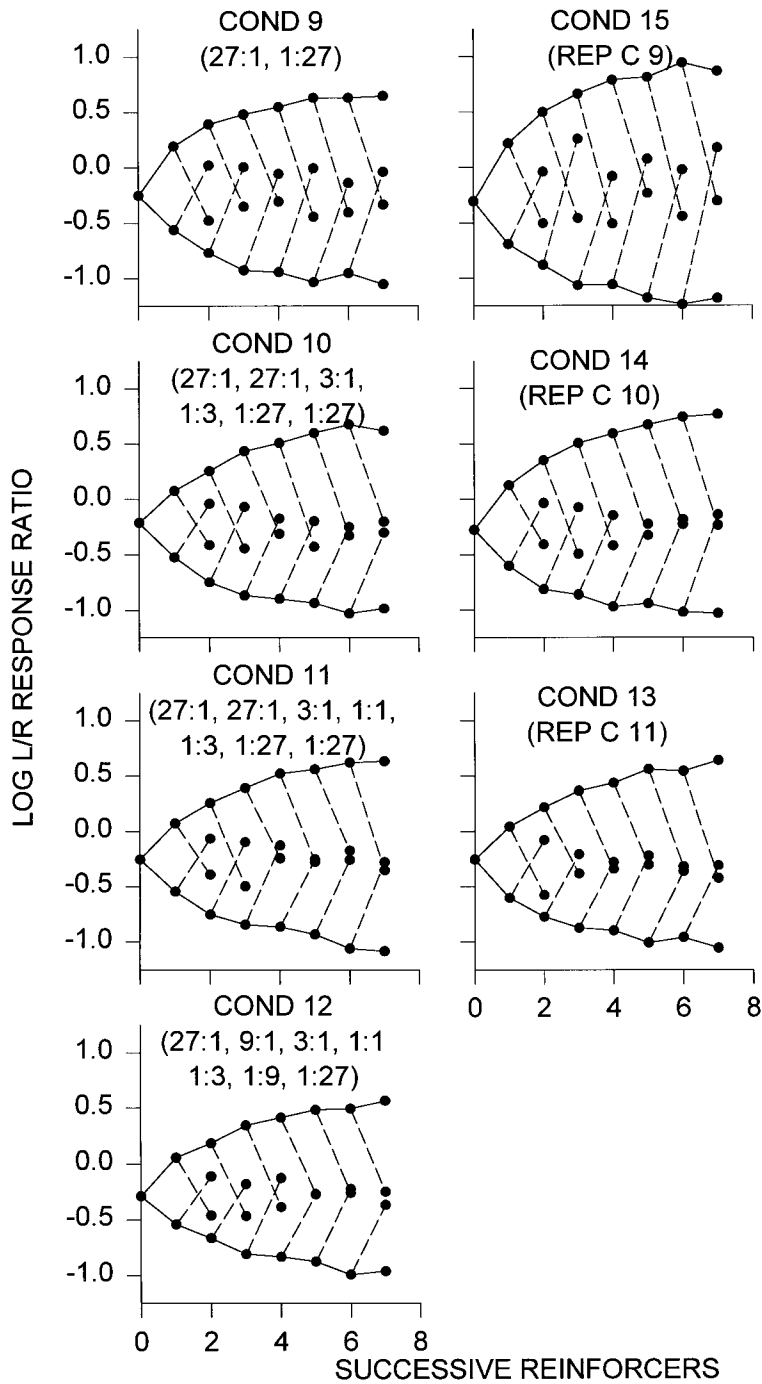 COND 9
(27:1, 1:27)
1.0
0.5
0.0
-0.5
-1.0
COND 15
(REP C 9)
COND 10
(27:1, 27:1, 3:1,
1:3, 1:27, 1:27)
1.0
0.5
0.0
-0.5
-1.0
COND 14
(REP C 10)
LOG L/R RESPONSE RATIO
COND 11
(27:1, 27:1, 3:1, 1:1,
1:3, 1:27, 1:27)
1.0
0.5
0.0
-0.5
-1.0
COND 13
(REP C 11)
0 2 4 6 8
COND 12
(27:1, 9:1, 3:1, 1:1
1:3, 1:9, 1:27)
1.0
0.5
0.0
-0.5
-1.0
0 2 4 6 8
SUCCESSIVE REINFORCERS